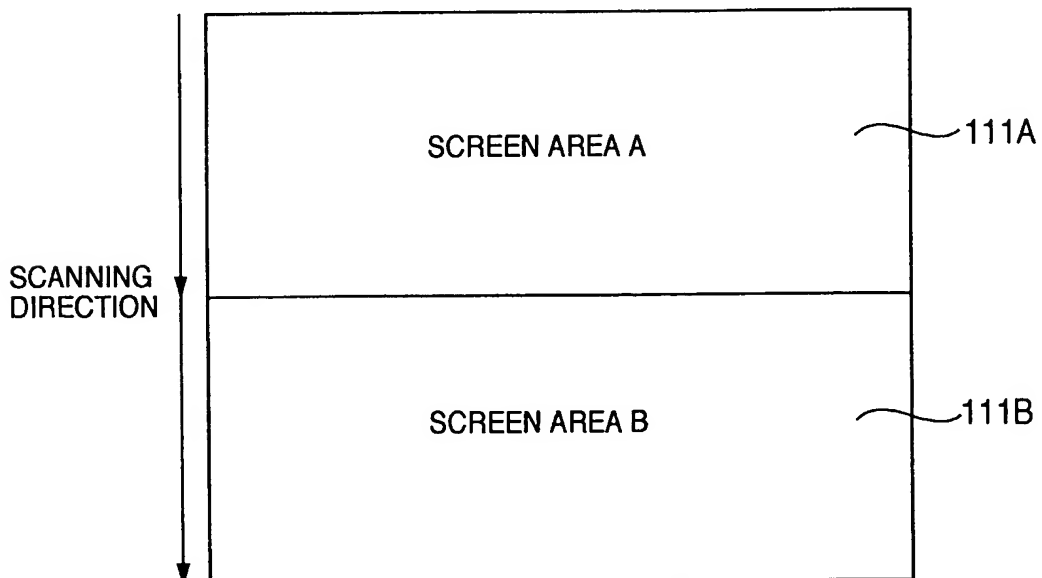 SCREEN AREA A
111A
SCANNING
DIRECTION
SCREEN AREA B
111B